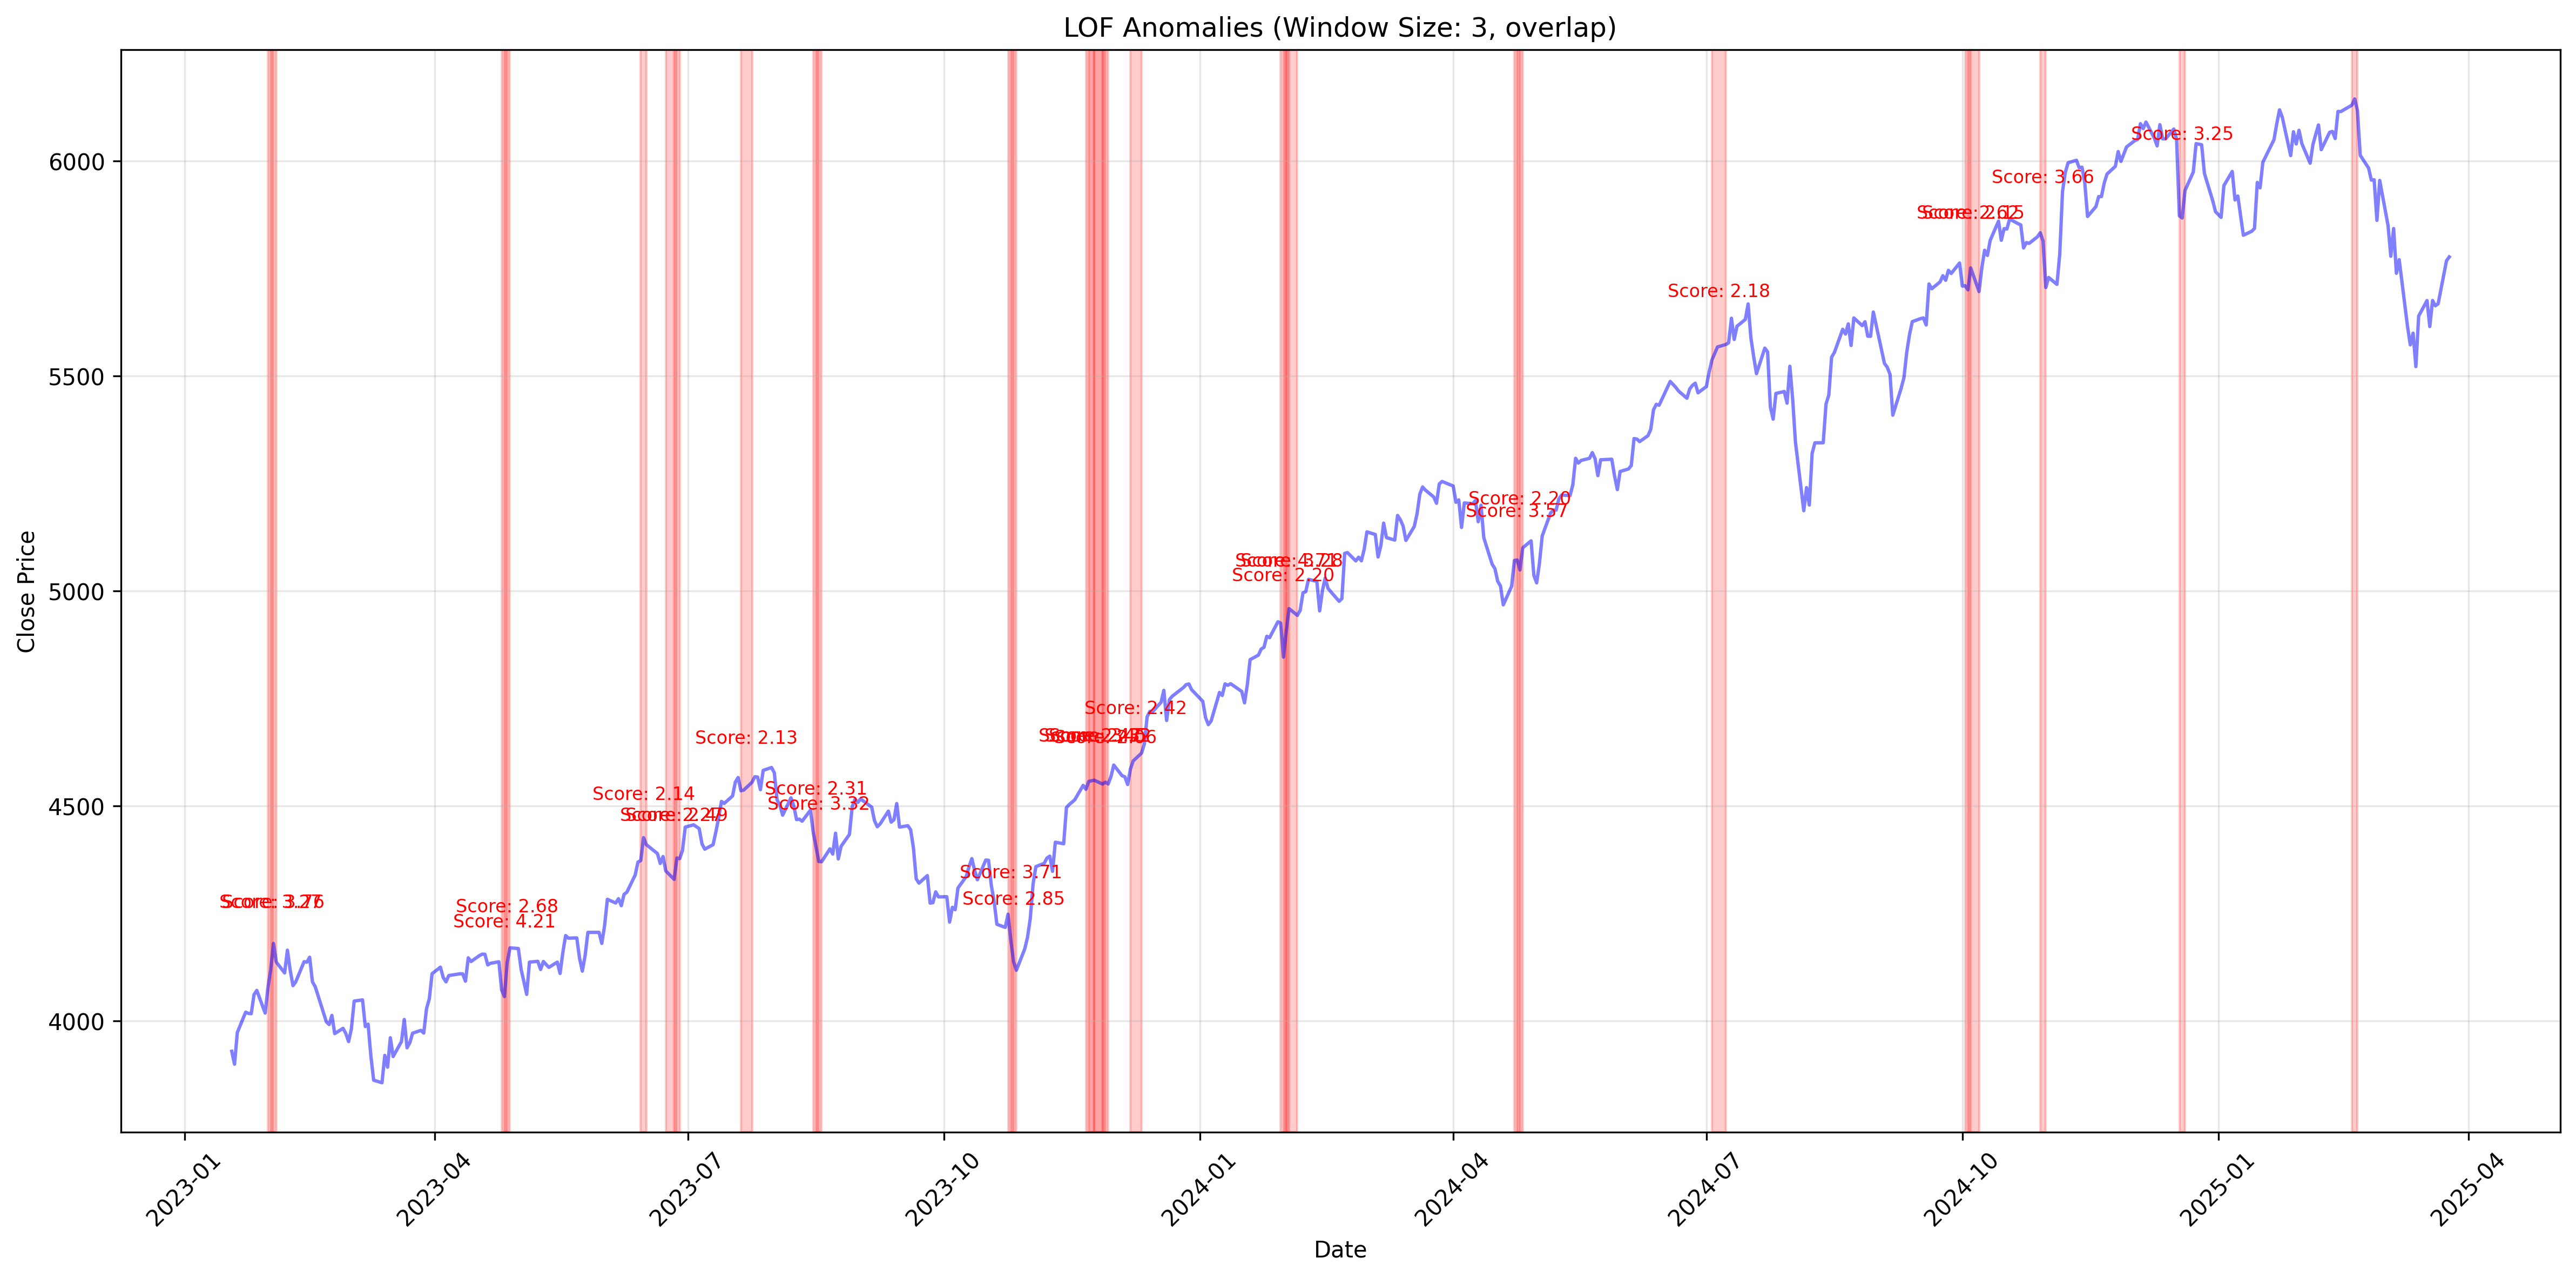 LOF Anomalies (Window Size: 3, overlap)
Close Price
6000
5500
5000
4500
4000
Score: 3.25
Score: 3.66
Score: 2.18
Score: 2.20
Score: 3.57
Score: 2.20
Score: 2.42
Score: 2.13
Score: 2.14
Score: 2.31
Score: 3.32
Score: 3.71
Score: 2.85
Score: 2.68
Score: 4.21
2023-01
2023-04
2023-07
2023-10
2024-01
2024-04
2024-07
2024-10
2025-01
2025-04
Date